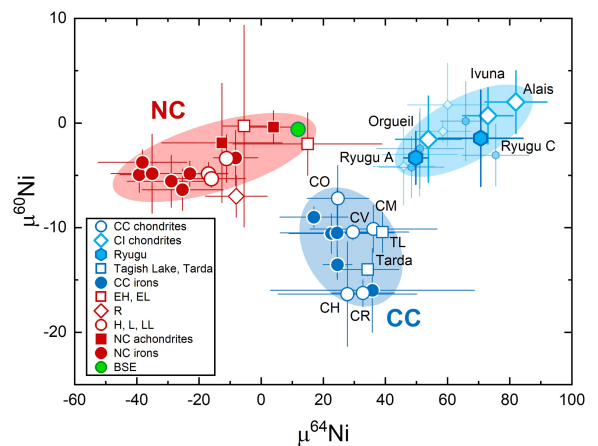 10
0
-10
-20
μ⁶⁰Ni
-60
-40
-20
0
20
40
60
80
100
μ⁶⁴Ni
NC
CC
Ivuna
Alais
Orgueil
Ryugu A
Ryugu C
CO
CM
CV
TL
Tarda
CH
CR
CC chondrites
CI chondrites
Ryugu
Tagish Lake, Tarda
CC irons
EH, EL
R
H, L, LL
NC achondrites
NC irons
BSE